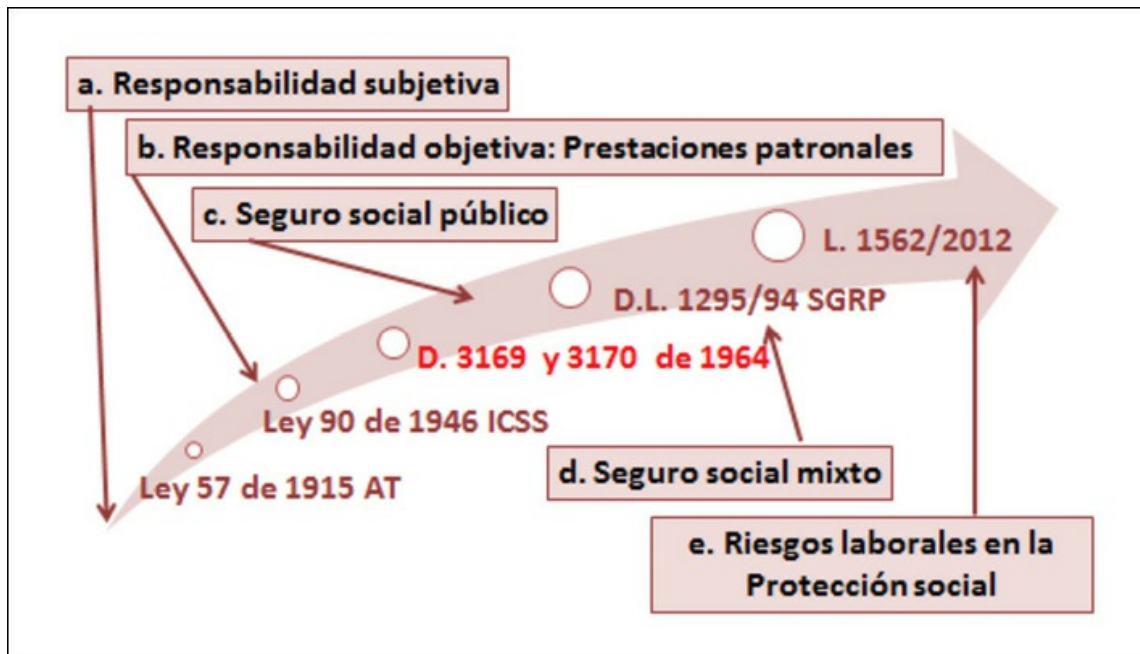 a. Responsabilidad subjetiva
b. Responsabilidad objetiva: Prestaciones patronales
c. Seguro social público
L. 1562/2012
D.L. 1295/94 SGRP
D. 3169 y 3170 de 1964
Ley 90 de 1946 ICSS
d. Seguro social mixto
Ley 57 de 1915 AT
e. Riesgos laborales en la
Protección social